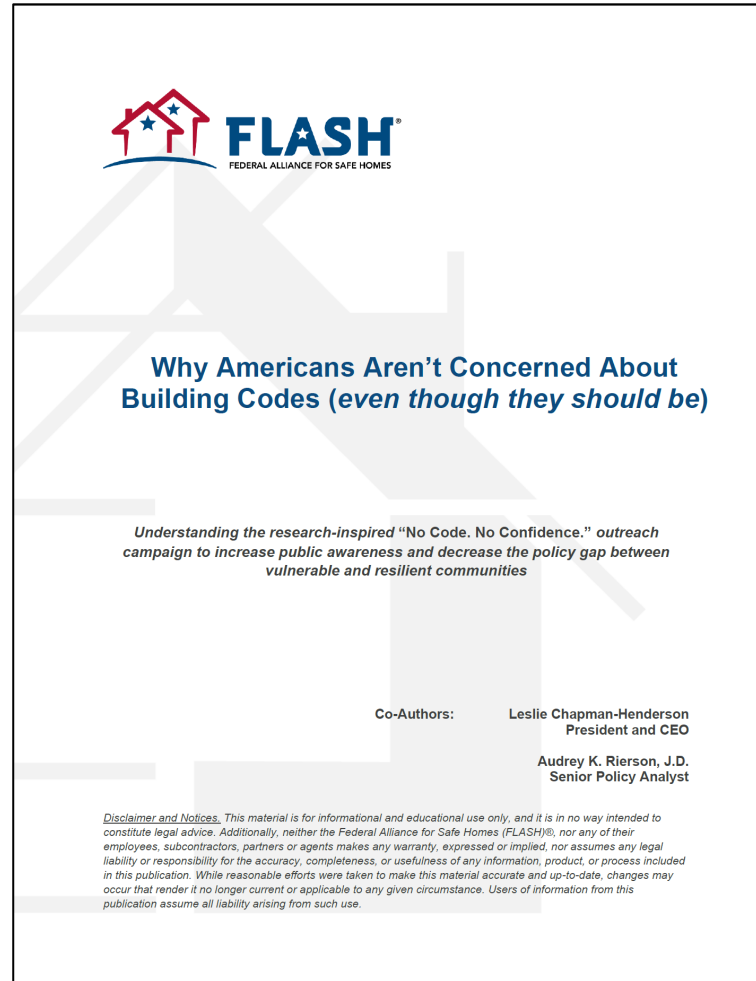 FLASH®
FEDERAL ALLIANCE FOR SAFE HOMES
Why Americans Aren’t Concerned About
Building Codes (even though they should be)
Understanding the research-inspired “No Code. No Confidence.” outreach
campaign to increase public awareness and decrease the policy gap between
vulnerable and resilient communities
Co-Authors: Leslie Chapman-Henderson
President and CEO
Audrey K. Rierson, J.D.
Senior Policy Analyst
Disclaimer and Notices. This material is for informational and educational use only, and it is in no way intended to
constitute legal advice. Additionally, neither the Federal Alliance for Safe Homes (FLASH)®, nor any of their
employees, subcontractors, partners or agents makes any warranty, expressed or implied, nor assumes any legal
liability or responsibility for the accuracy, completeness, or usefulness of any information, product, or process included
in this publication. While reasonable efforts were taken to make this material accurate and up-to-date, changes may
occur that render it no longer current or applicable to any given circumstance. Users of information from this
publication assume all liability arising from such use.